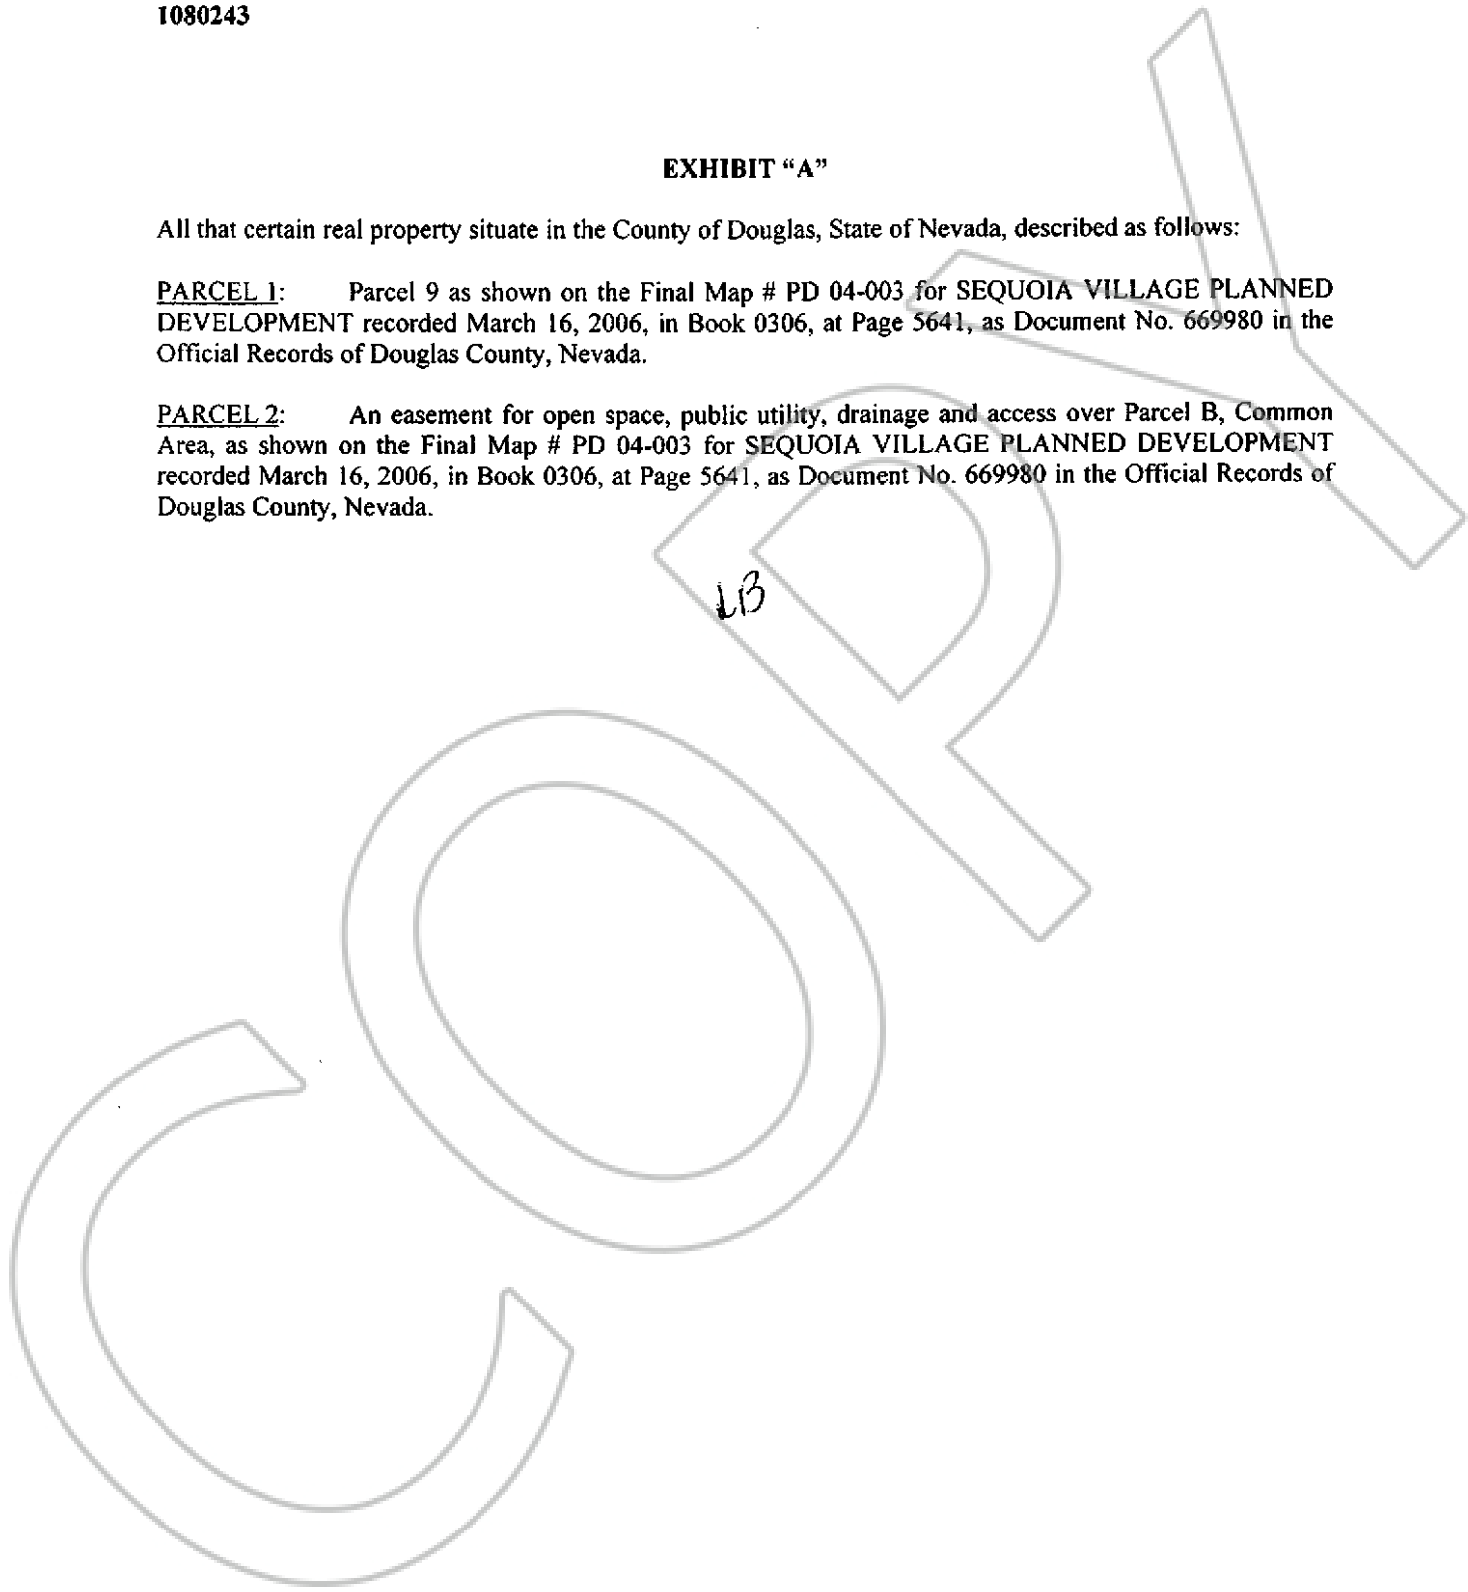 1080243
EXHIBIT “A”
All that certain real property situate in the County of Douglas, State of Nevada, described as follows:
PARCEL 1: Parcel 9 as shown on the Final Map # PD 04-003 for SEQUOIA VILLAGE PLANNED
DEVELOPMENT recorded March 16, 2006, in Book 0306, at Page 5641, as Document No. 669980 in the
Official Records of Douglas County, Nevada.
PARCEL 2: An easement for open space, public utility, drainage and access over Parcel B, Common
Area, as shown on the Final Map # PD 04-003 for SEQUOIA VILLAGE PLANNED DEVELOPMENT
recorded March 16, 2006, in Book 0306, at Page 5641, as Document No. 669980 in the Official Records of
Douglas County, Nevada.
LB
COPY